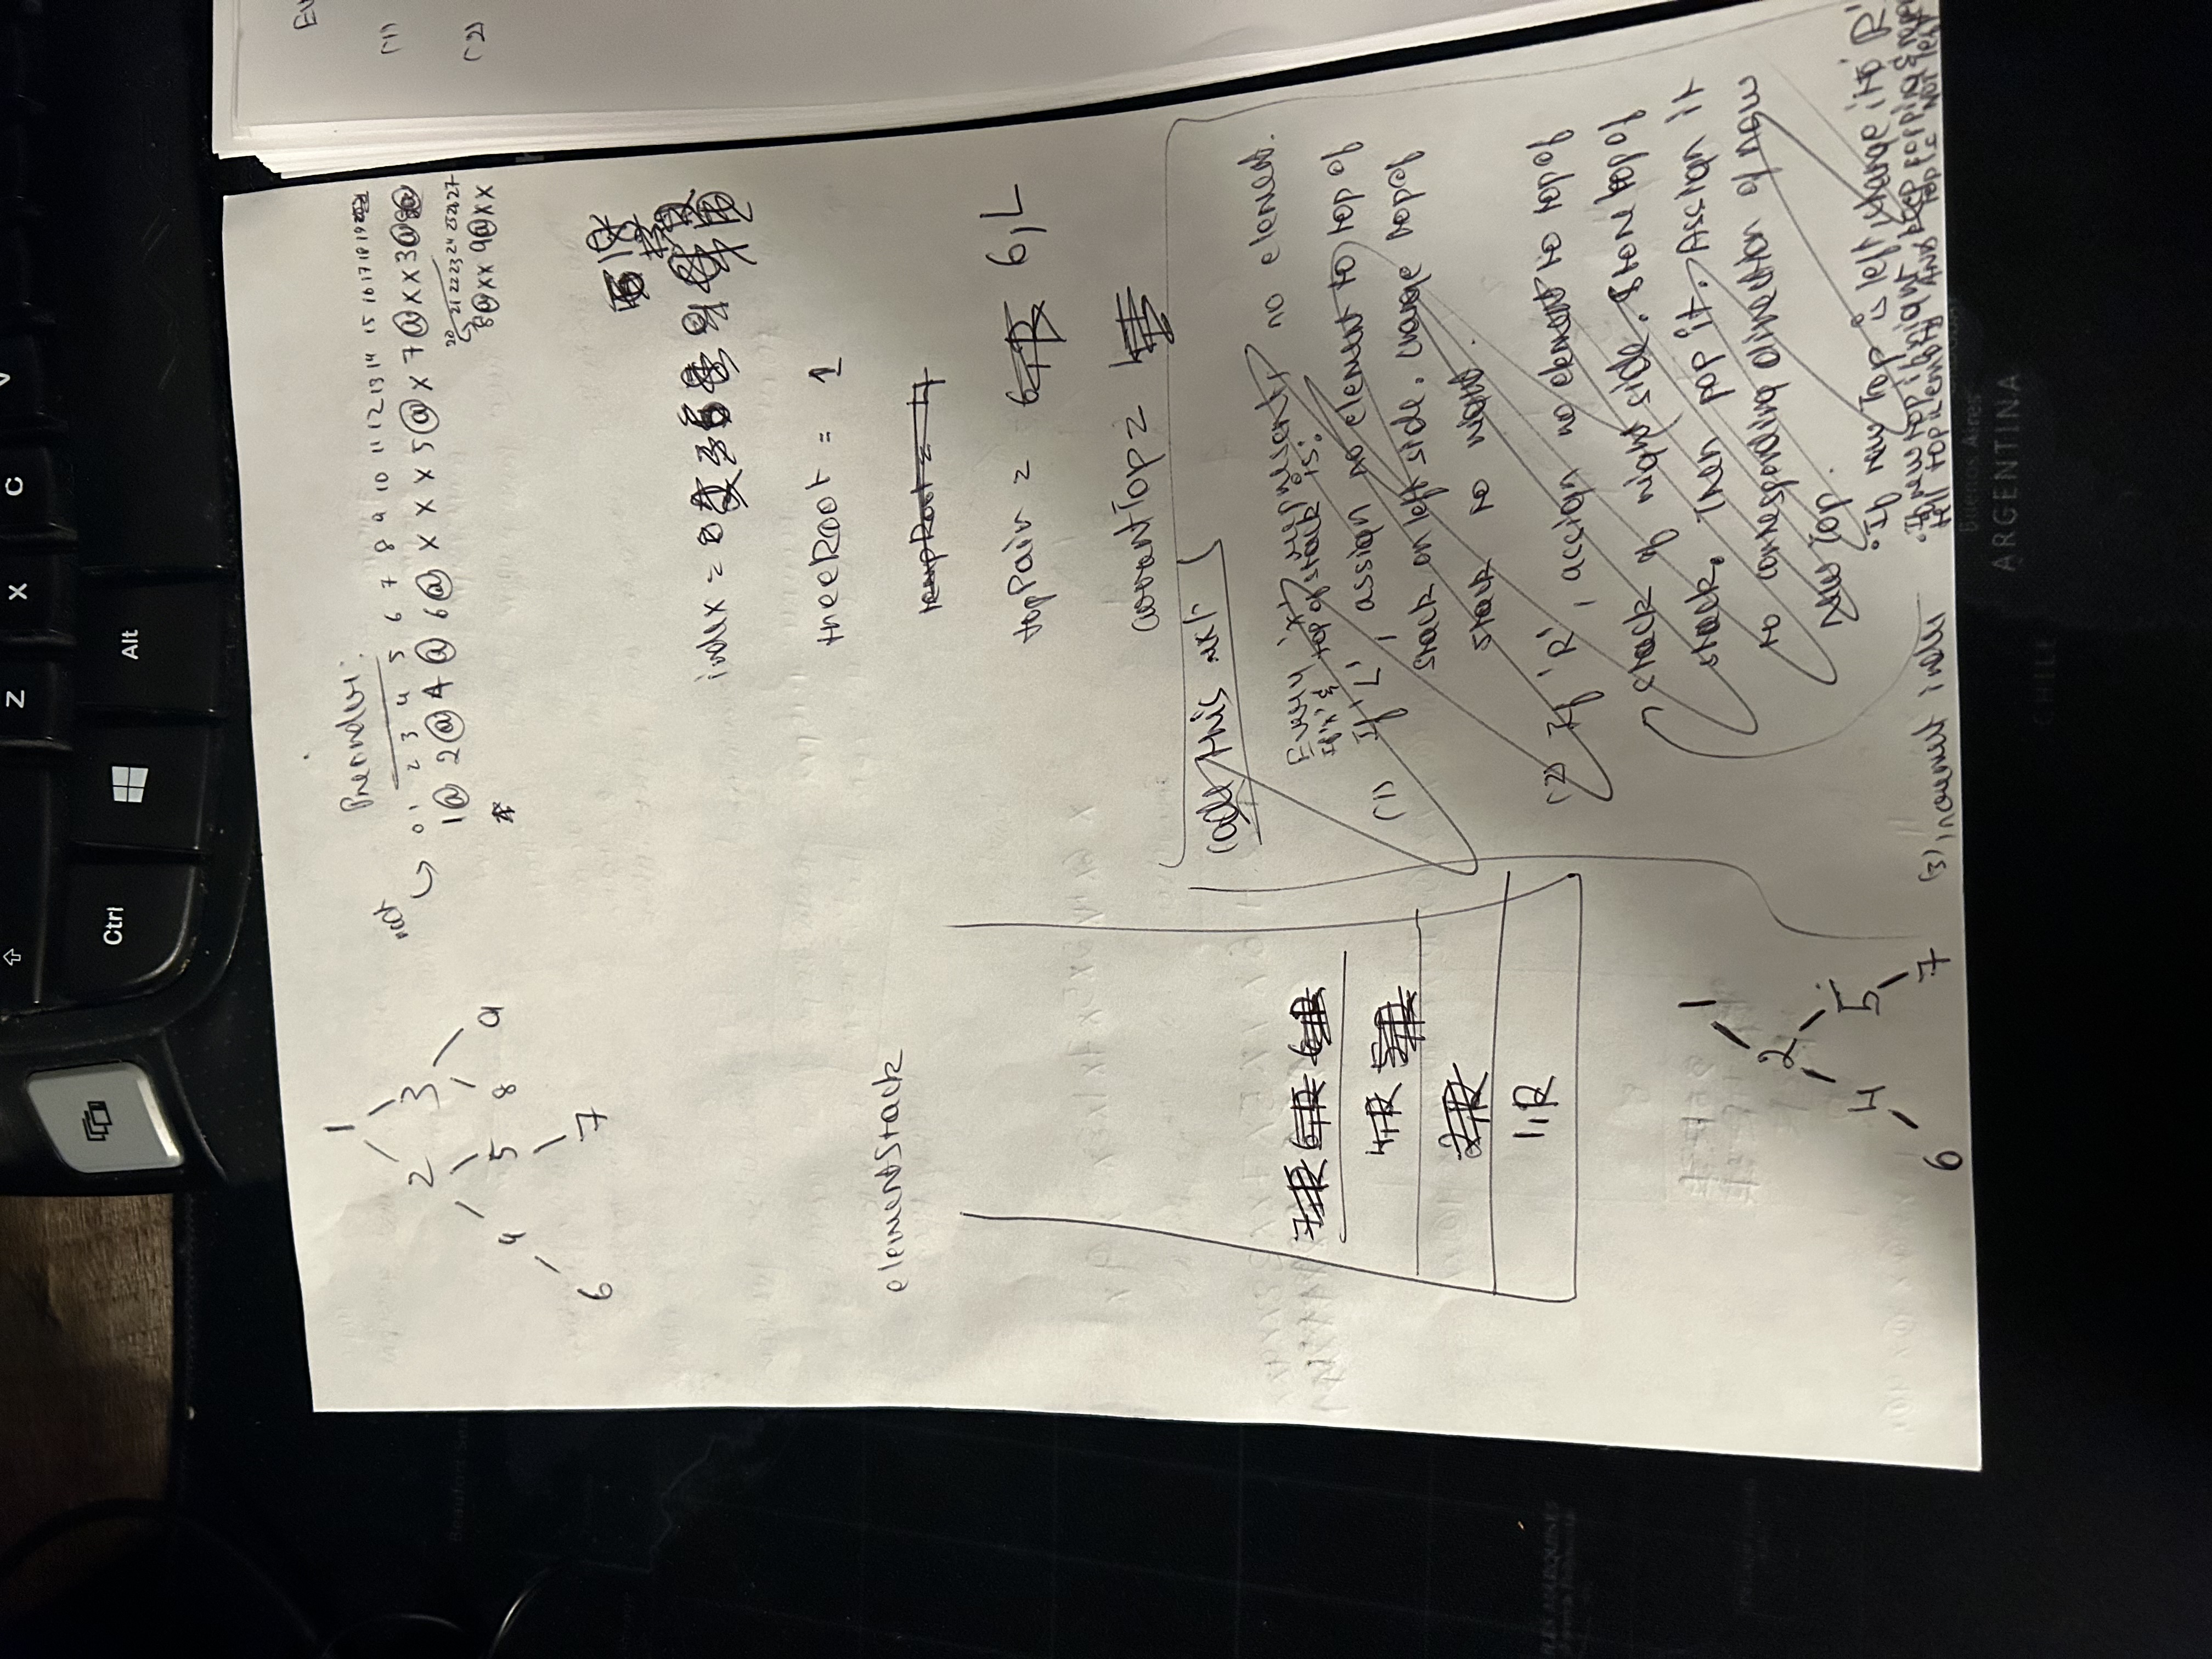 Z X C V
Ctrl Alt
1
2 3
4 5 8 9
6 7
Preorder:
root
0 1 2 3 4 5 6 7 8 9 10 11 12 13 14 15 16 17 18 19
1@ 2@ 4@ 6@ x x x 5@ x 7@ x x 3@
20 21 22 23 24 25 26 27
8@xx 9@xx
index =
treeRoot = 1
tempRoot = 4
topPair = 6,R 6,L
currentTop =
elementStack
7,R 6,R 6,R
4,R 5,R
2,R
1,R
Code this next
Every 'x' represents no element.
If 'x' & top of stack is:
(1) If 'L', assign no element to top of
stack on left side. Change top of
stack to right.
(2) If 'R', assign no element to top of
stack of right side. Store top of
stack. Then pop it. Assign it
to corresponding direction of new
new top.
• If new top is left, change it to 'R'
• If new top is right, keep popping &
till top is empty AND top is NOT left
(3) increment index
1
2
4 5
6 7
(1)
(2)
Buenos Aires
ARGENTINA
CHILE